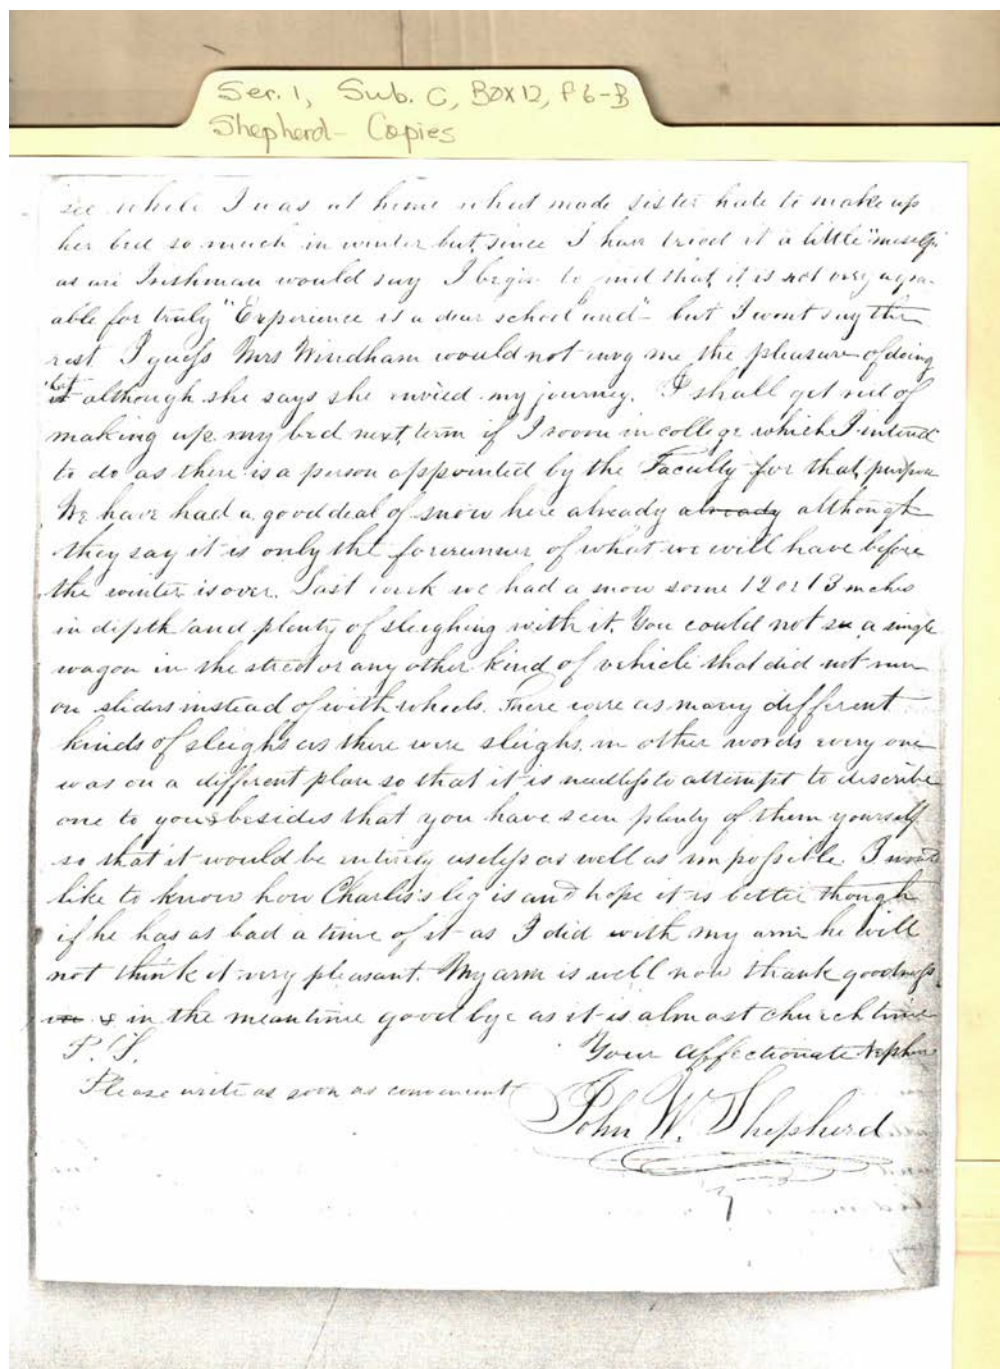 Ser. 1, Sub. C, Box 12, F 6-B
Shepherd - Copies
see while I was at home what made sister hate to make up
her bed so much in winter but since I have tried it a little "meself"
as an Irishman would say I begin to find that it is not very agree-
able for truly "Experience is a dear school and" - but I wont say the
rest I guess Mrs Windham would not envy me the pleasure of doing
it although she says she envied my journey. I shall get rid of
making up my bed next term if I room in college which I intend
to do as there is a person appointed by the Faculty for that purpose
We have had a good deal of snow here already already although
they say it is only the forerunner of what we will have before
the winter is over. Last week we had a snow some 12 or 13 inches
in depth and plenty of sleighing with it. You could not see a single
wagon in the street or any other kind of vehicle that did not run
on sliders instead of with wheels. There were as many different
kinds of sleighs as there were sleighs in other words every one
was on a different plan so that it is needless to attempt to describe
one to you & besides that you have seen plenty of them yourself
so that it would be entirely useless as well as impossible. I would
like to know how Charlis's leg is and hope it is better though
if he has as bad a time of it as I did with my arm he will
not think it very pleasant. My arm is well now thank goodness
in the meantime good bye as it is almost church time
P.S. Your affectionate Nephew
Please write as soon as convenient
John W. Shepherd